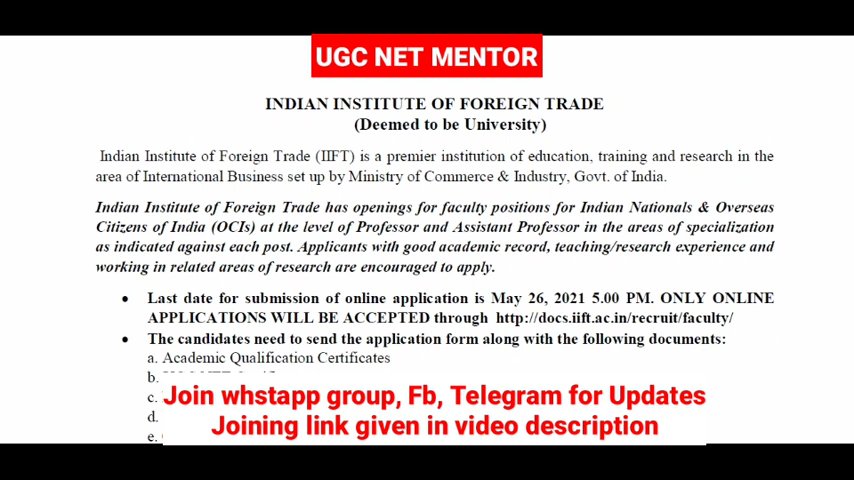 UGC NET MENTOR
INDIAN INSTITUTE OF FOREIGN TRADE
(Deemed to be University)
Indian Institute of Foreign Trade (IIFT) is a premier institution of education, training and research in the
area of International Business set up by Ministry of Commerce & Industry, Govt. of India.
Indian Institute of Foreign Trade has openings for faculty positions for Indian Nationals & Overseas
Citizens of India (OCIs) at the level of Professor and Assistant Professor in the areas of specialization
as indicated against each post. Applicants with good academic record, teaching/research experience and
working in related areas of research are encouraged to apply.
• Last date for submission of online application is May 26, 2021 5.00 PM. ONLY ONLINE
APPLICATIONS WILL BE ACCEPTED through http://docs.iift.ac.in/recruit/faculty/
• The candidates need to send the application form along with the following documents:
a. Academic Qualification Certificates
b.
c.
d.
e.
Join whstapp group, Fb, Telegram for Updates
Joining link given in video description